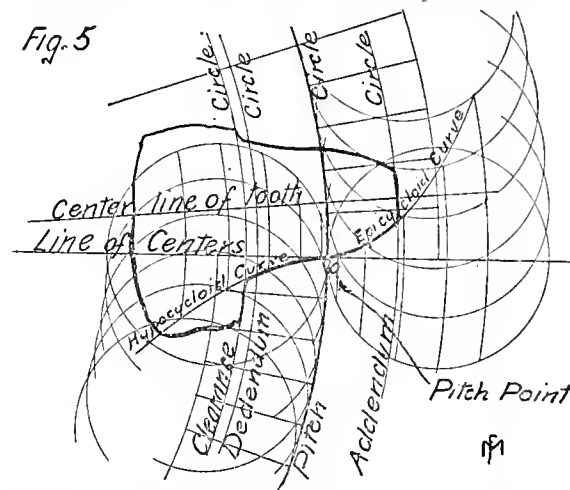 Fig. 5
Circle
Circle
Circle
Circle
Center line of tooth
Line of Centers
Hypocycloid Curve
Epicycloid Curve
Clearance
Dedendum
Pitch
Addendum
Pitch Point